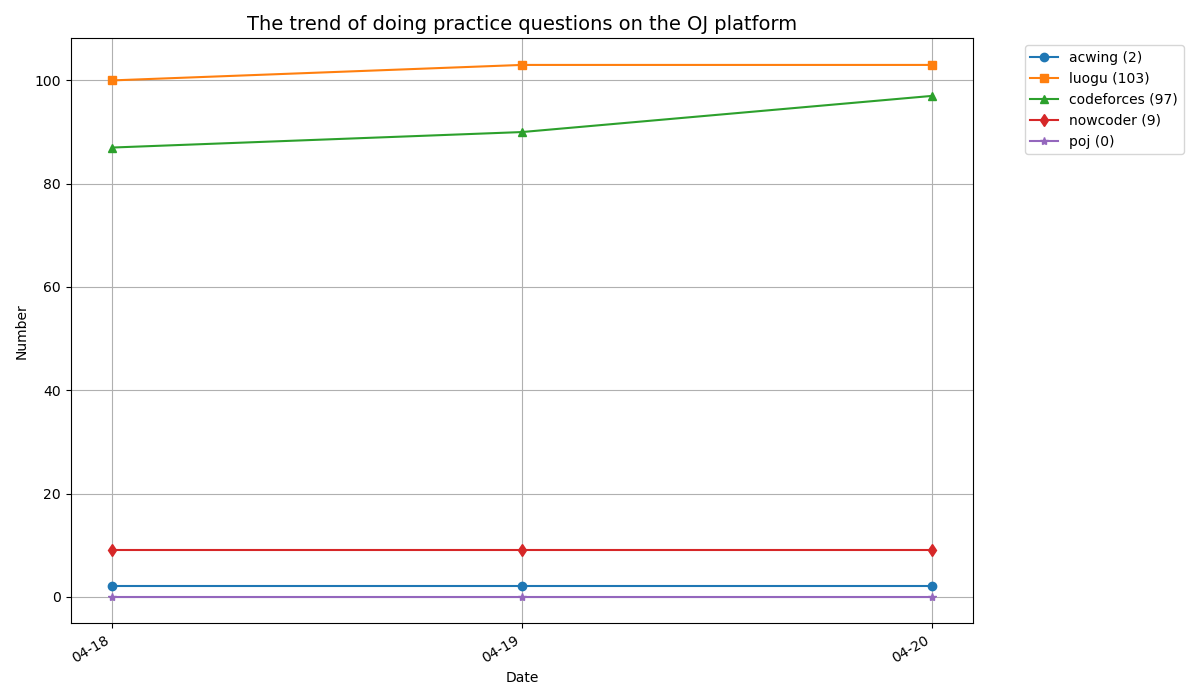 The trend of doing practice questions on the OJ platform
acwing (2)
luogu (103)
codeforces (97)
nowcoder (9)
poj (0)
100
80
60
40
20
0
Number
04-18
04-19
04-20
Date